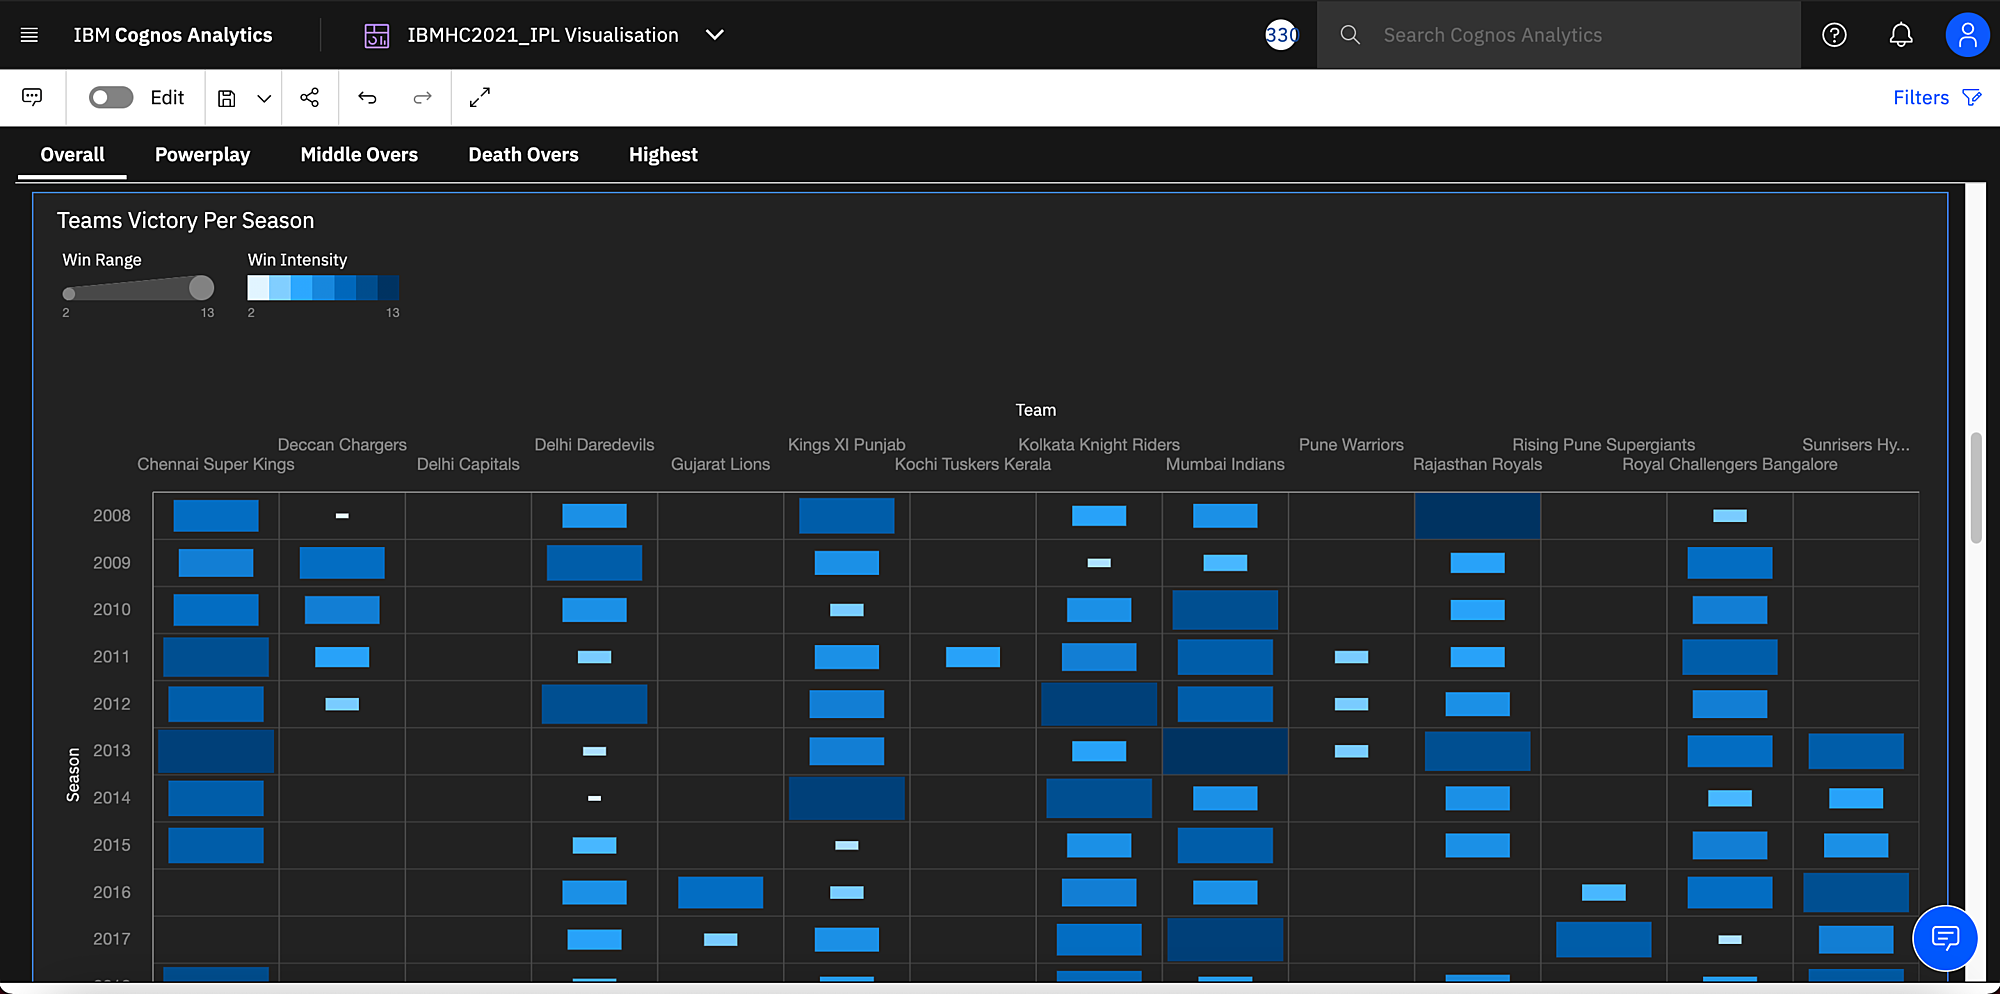 IBM Cognos Analytics
IBMHC2021_IPL Visualisation
330
Search Cognos Analytics
Edit
Filters
Overall
Powerplay
Middle Overs
Death Overs
Highest
Teams Victory Per Season
Win Range
Win Intensity
2
13
2
13
Team
Deccan Chargers
Delhi Daredevils
Kings XI Punjab
Kolkata Knight Riders
Pune Warriors
Rising Pune Supergiants
Sunrisers Hy...
Chennai Super Kings
Delhi Capitals
Gujarat Lions
Kochi Tuskers Kerala
Mumbai Indians
Rajasthan Royals
Royal Challengers Bangalore
Season
2008
2009
2010
2011
2012
2013
2014
2015
2016
2017